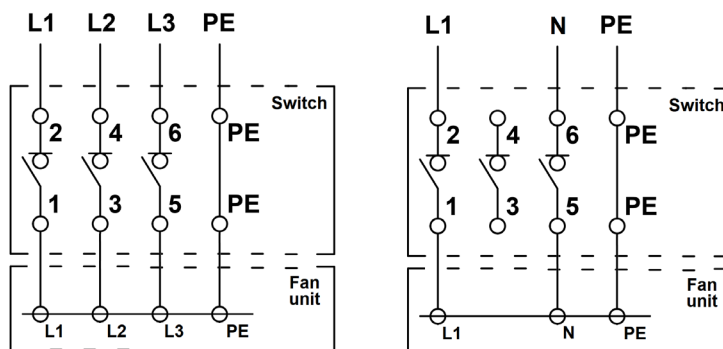 L1 L2 L3 PE
Switch
2 4 6 PE
1 3 5 PE
Fan
unit
L1 L2 L3 PE
L1 N PE
Switch
2 4 6 PE
1 3 5 PE
Fan
unit
L1 N PE